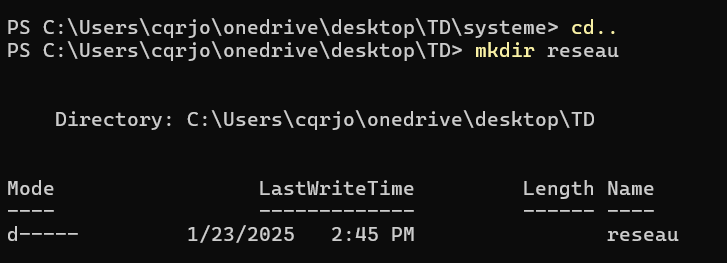 PS C:\Users\cqrjo\onedrive\desktop\TD\systeme> cd..
PS C:\Users\cqrjo\onedrive\desktop\TD> mkdir reseau
Directory: C:\Users\cqrjo\onedrive\desktop\TD
Mode                 LastWriteTime         Length Name
----                 -------------         ------ ----
d-----         1/23/2025   2:45 PM                reseau